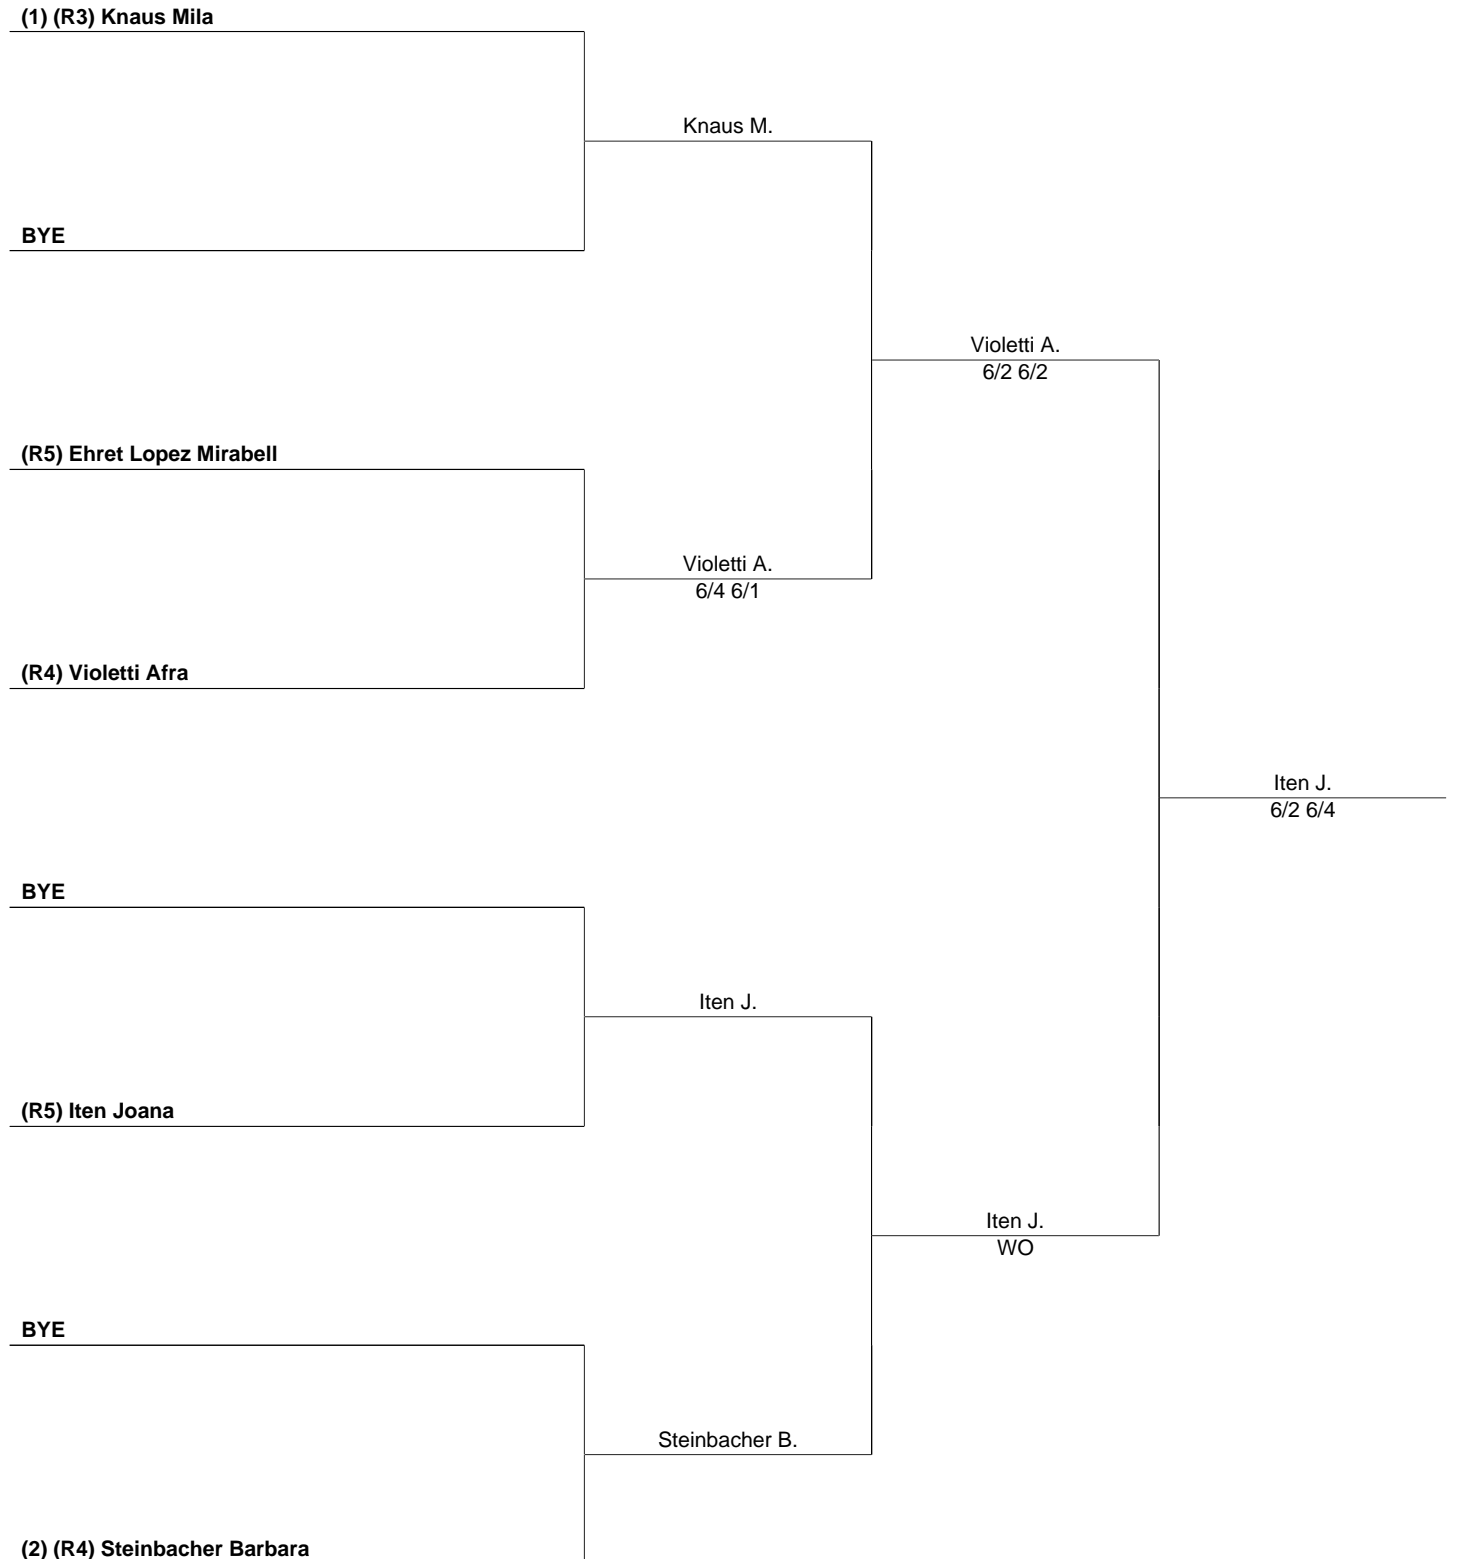 (1) (R3) Knaus Mila
Knaus M.
BYE
Violetti A.
6/2 6/2
(R5) Ehret Lopez Mirabell
Violetti A.
6/4 6/1
(R4) Violetti Afra
Iten J.
6/2 6/4
BYE
Iten J.
(R5) Iten Joana
Iten J.
WO
BYE
Steinbacher B.
(2) (R4) Steinbacher Barbara